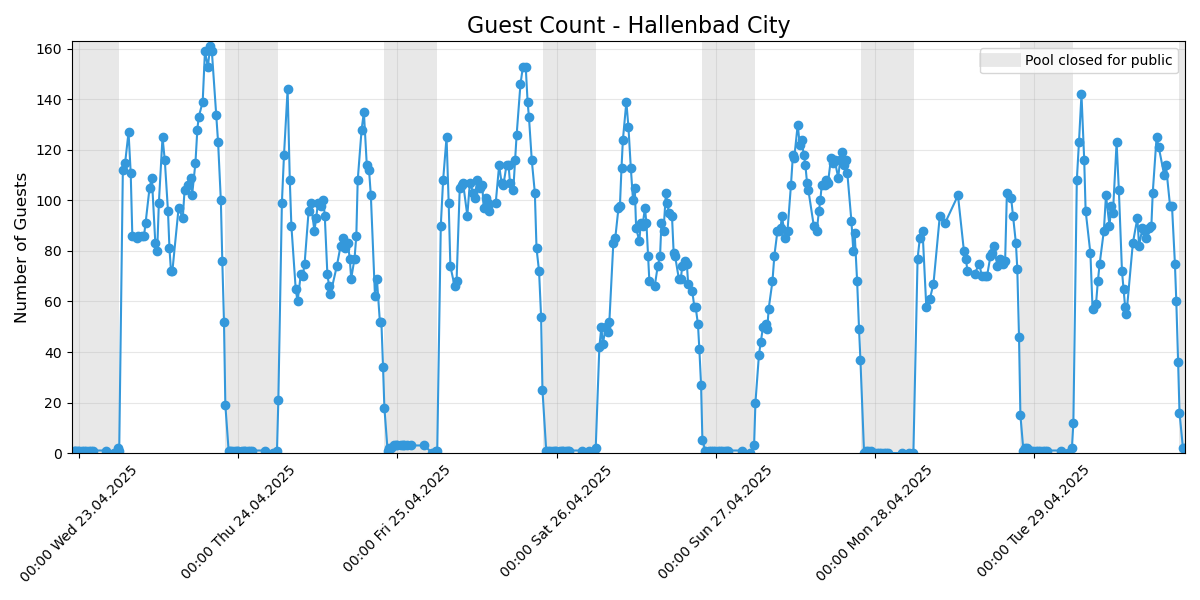 Guest Count - Hallenbad City
Pool closed for public
Number of Guests
160
140
120
100
80
60
40
20
0
00:00 Wed 23.04.2025
00:00 Thu 24.04.2025
00:00 Fri 25.04.2025
00:00 Sat 26.04.2025
00:00 Sun 27.04.2025
00:00 Mon 28.04.2025
00:00 Tue 29.04.2025